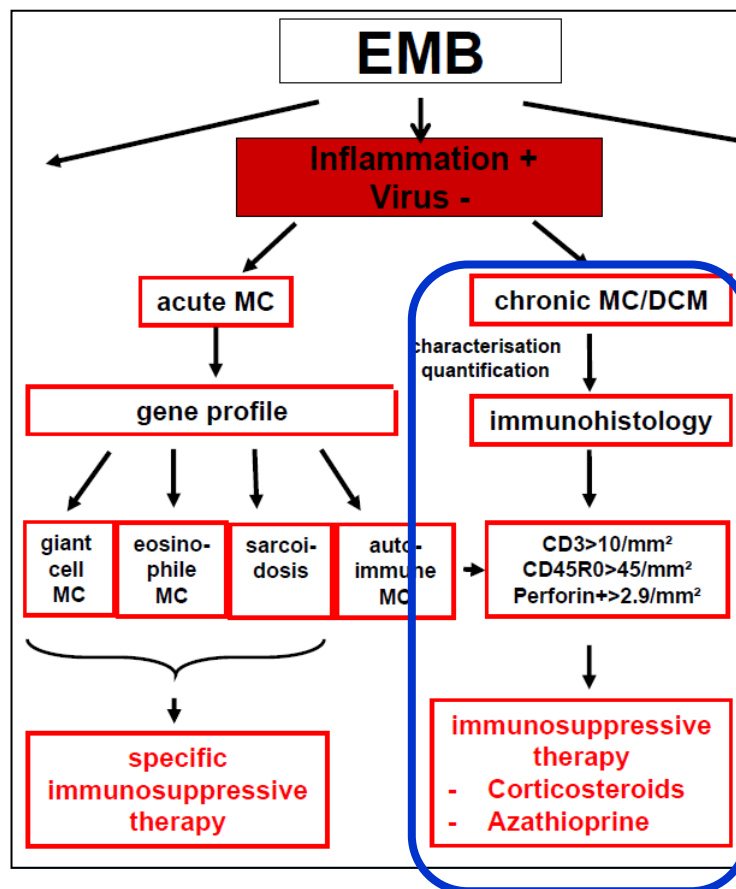 EMB
Inflammation +
Virus -
acute MC
chronic MC/DCM
characterisation
quantification
gene profile
immunohistology
giant
cell
MC
eosino-
phile
MC
sarcoi-
dosis
auto-
immune
MC
CD3>10/mm²
CD45R0>45/mm²
Perforin+>2.9/mm²
specific
immunosuppressive
therapy
immunosuppressive
therapy
- Corticosteroids
- Azathioprine